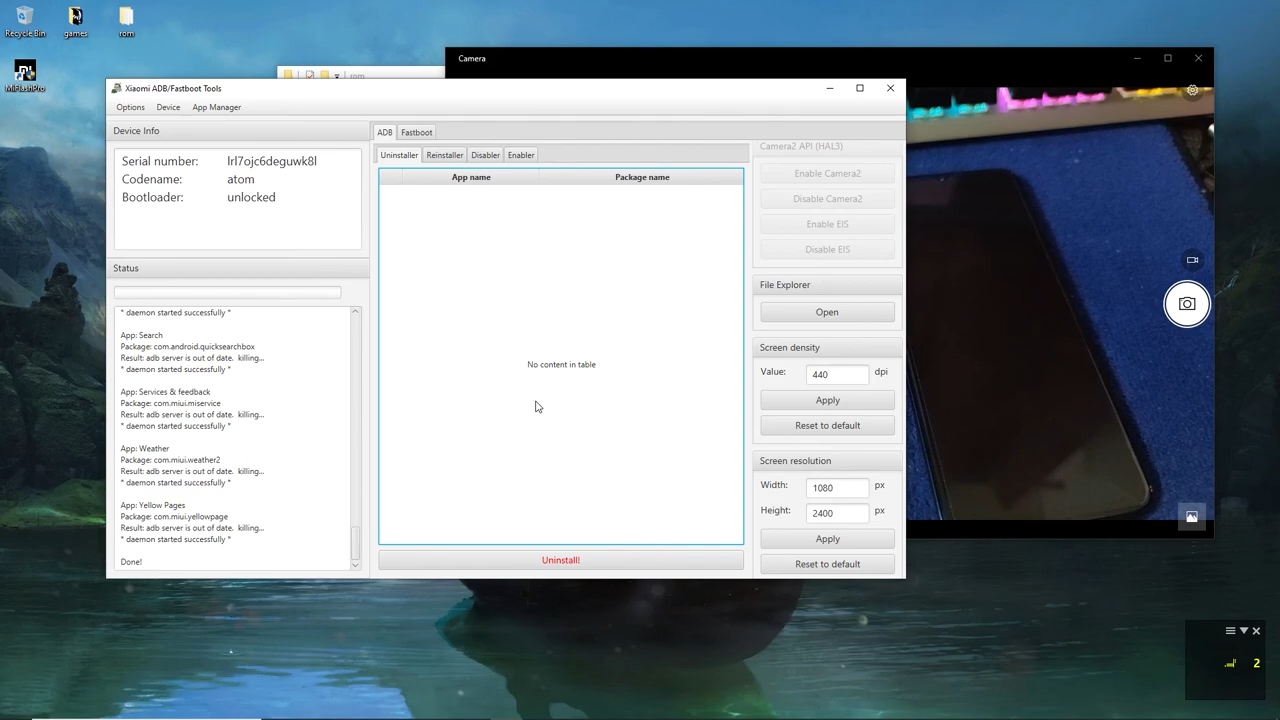 Recycle Bin
games
rom
MiFlashPro
rom
Camera
Xiaomi ADB/Fastboot Tools
Options Device App Manager
Device Info
Serial number: lrl7ojc6deguwk8l
Codename: atom
Bootloader: unlocked
Status
* daemon started successfully *
App: Search
Package: com.android.quicksearchbox
Result: adb server is out of date. killing...
* daemon started successfully *
App: Services & feedback
Package: com.miui.miservice
Result: adb server is out of date. killing...
* daemon started successfully *
App: Weather
Package: com.miui.weather2
Result: adb server is out of date. killing...
* daemon started successfully *
App: Yellow Pages
Package: com.miui.yellowpage
Result: adb server is out of date. killing...
* daemon started successfully *
Done!
ADB Fastboot
Uninstaller Reinstaller Disabler Enabler
App name Package name
No content in table
Uninstall!
Camera2 API (HAL3)
Enable Camera2
Disable Camera2
Enable EIS
Disable EIS
File Explorer
Open
Screen density
Value: 440 dpi
Apply
Reset to default
Screen resolution
Width: 1080 px
Height: 2400 px
Apply
Reset to default
2